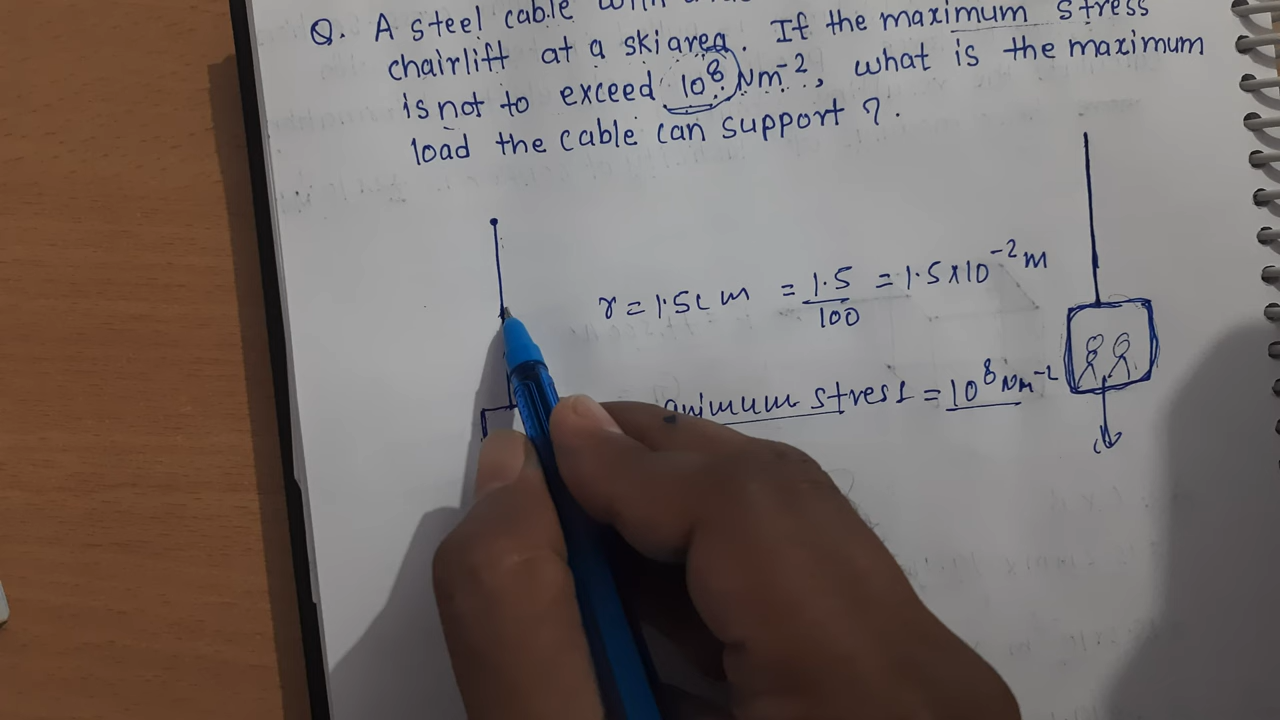 Q. A steel cable
chairlift at a ski area. If the maximum stress
is not to exceed 10⁸ Nm⁻², what is the maximum
load the cable can support ?.
r = 1.5cm = 1.5/100 = 1.5×10⁻² m
stress = 10⁸ Nm⁻²